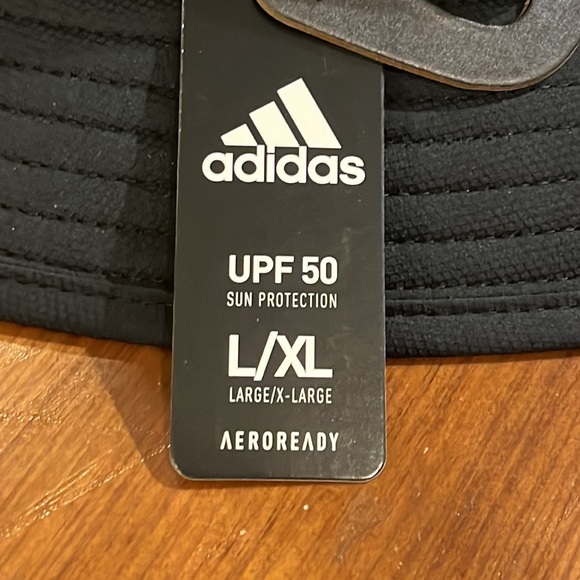 adidas
UPF 50
SUN PROTECTION
L/XL
LARGE/X-LARGE
AEROREADY